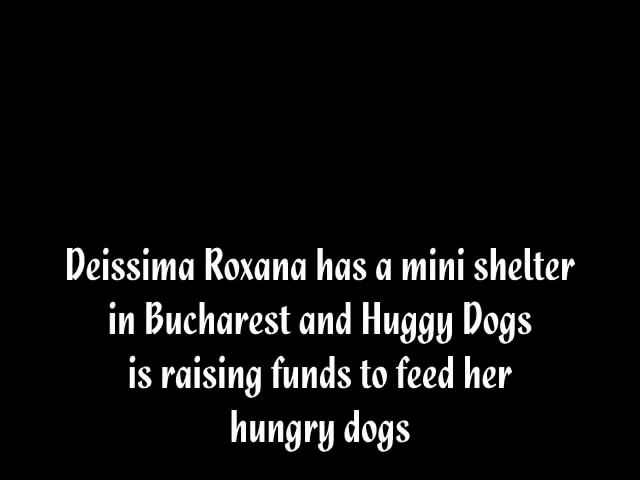 Deissima Roxana has a mini shelter
in Bucharest and Huggy Dogs
is raising funds to feed her
hungry dogs